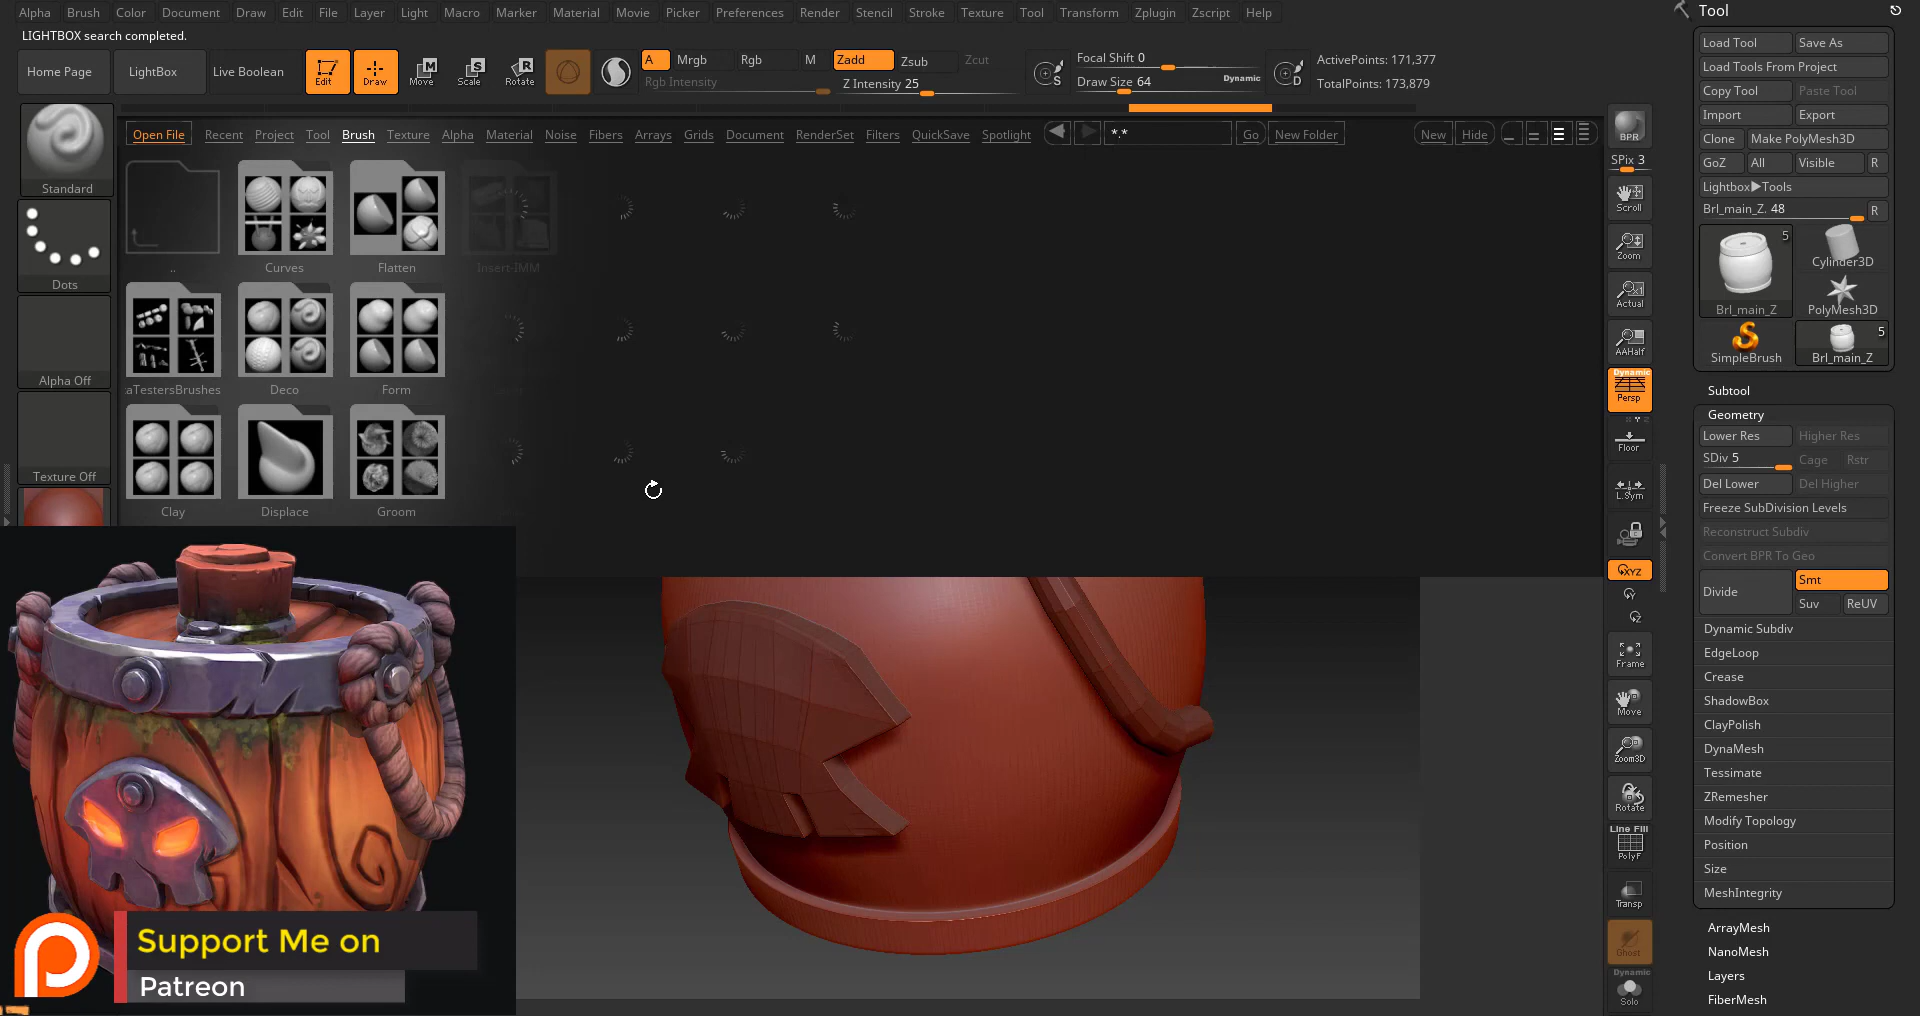 Alpha Brush Color Document Draw Edit File Layer Light Macro Marker Material Movie Picker Preferences Render Stencil Stroke Texture Tool Transform Zplugin Zscript Help
Tool
LIGHTBOX search completed.
Home Page LightBox Live Boolean Edit Draw Move Scale Rotate
A Mrgb Rgb M Zadd Zsub Zcut
Rgb Intensity Z Intensity 25
Focal Shift 0
Draw Size 64 Dynamic
ActivePoints: 171,377
TotalPoints: 173,879
Load Tool Save As
Load Tools From Project
Copy Tool Paste Tool
Import Export
Clone Make PolyMesh3D
GoZ All Visible R
Lightbox▶Tools
Brl_main_Z. 48 R
5
Cylinder3D
Brl_main_Z PolyMesh3D
5
SimpleBrush Brl_main_Z
Open File Recent Project Tool Brush Texture Alpha Material Noise Fibers Arrays Grids Document RenderSet Filters QuickSave Spotlight *.* Go New Folder New Hide
Standard
Dots
Alpha Off
Texture Off
.. Curves Flatten Insert-IMM
aTestersBrushes Deco Form
Clay Displace Groom
BPR
SPix 3
Scroll
Zoom
Actual
AAHalf
Dynamic
Persp
Floor
L.Sym
XYZ
Y
Z
Frame
Move
Zoom3D
Rotate
Line Fill
PolyF
Transp
Ghost
Dynamic
Solo
Subtool
Geometry
Lower Res Higher Res
SDiv 5 Cage Rstr
Del Lower Del Higher
Freeze SubDivision Levels
Reconstruct Subdiv
Convert BPR To Geo
Divide Smt
Suv ReUV
Dynamic Subdiv
EdgeLoop
Crease
ShadowBox
ClayPolish
DynaMesh
Tessimate
ZRemesher
Modify Topology
Position
Size
MeshIntegrity
ArrayMesh
NanoMesh
Layers
FiberMesh
Support Me on
Patreon